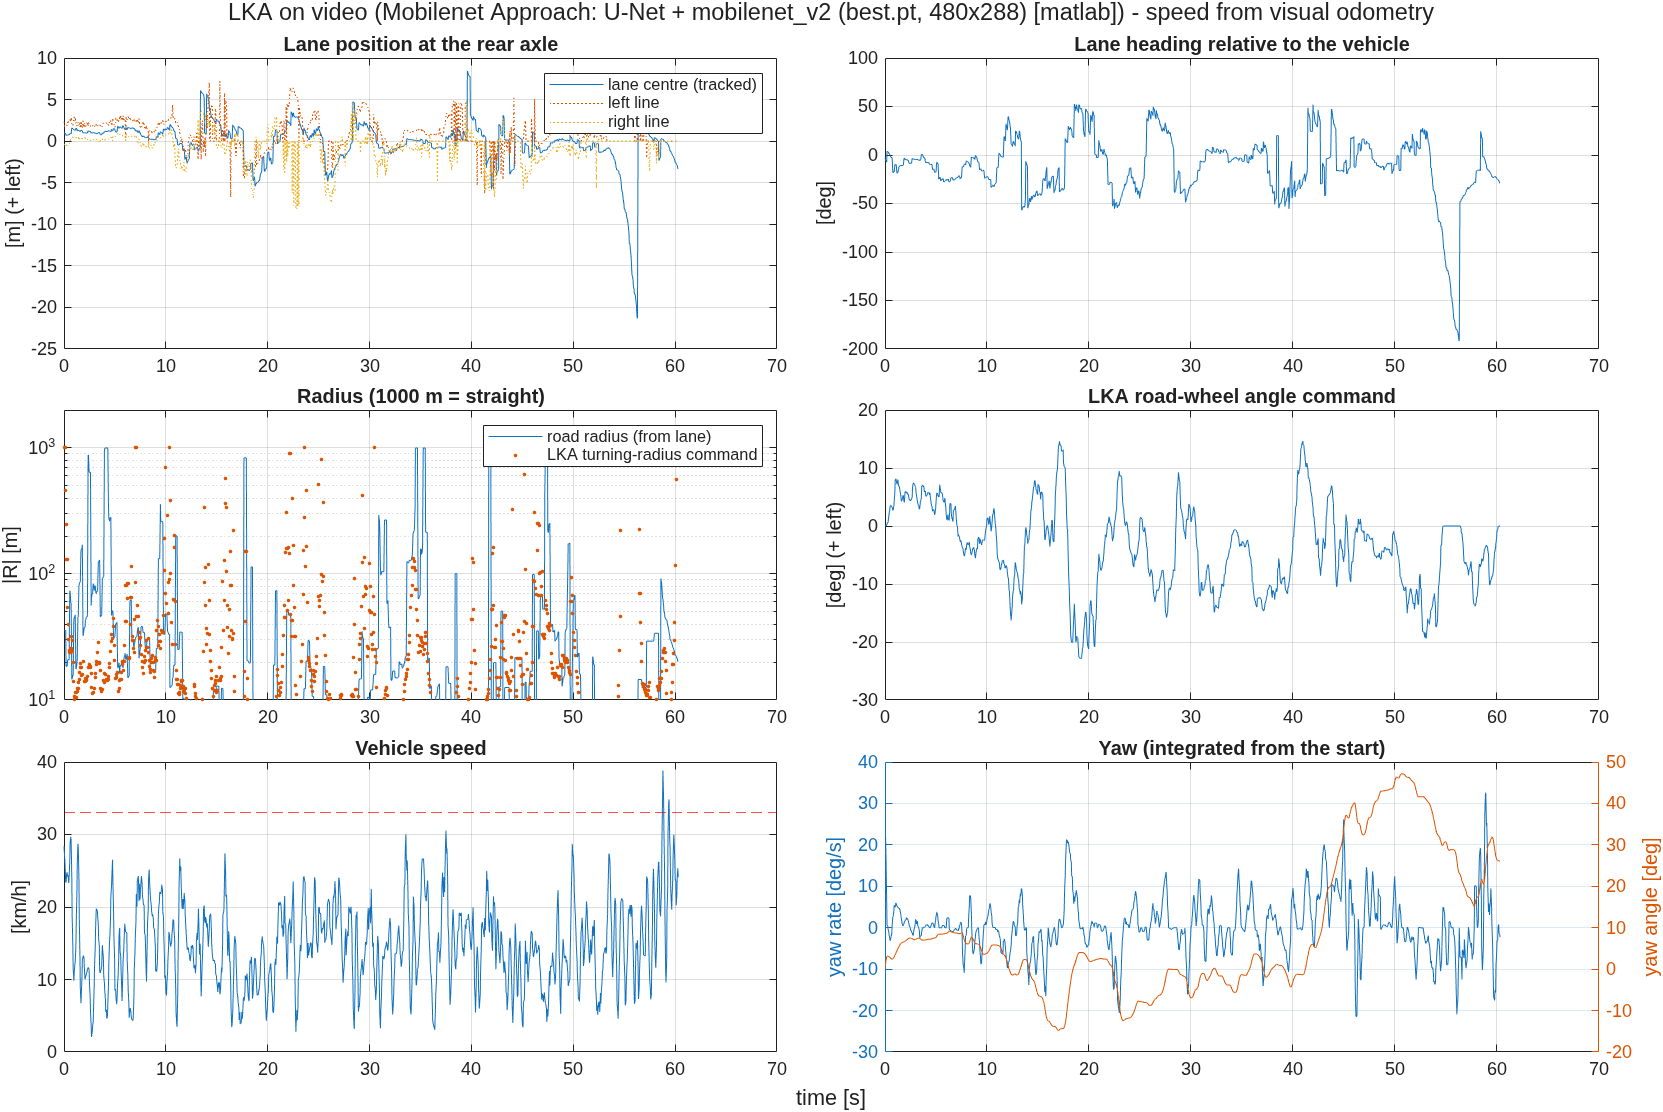 LKA on video (Mobilenet Approach: U-Net + mobilenet_v2 (best.pt, 480x288) [matlab]) - speed from visual odometry
Lane position at the rear axle
[m] (+ left)
10
5
0
-5
-10
-15
-20
-25
0 10 20 30 40 50 60 70
lane centre (tracked)
left line
right line
Lane heading relative to the vehicle
[deg]
100
50
0
-50
-100
-150
-200
0 10 20 30 40 50 60 70
Radius (1000 m = straight)
|R| [m]
10³
10²
10¹
0 10 20 30 40 50 60 70
road radius (from lane)
LKA turning-radius command
LKA road-wheel angle command
[deg] (+ left)
20
10
0
-10
-20
-30
0 10 20 30 40 50 60 70
Vehicle speed
[km/h]
40
30
20
10
0
0 10 20 30 40 50 60 70
Yaw (integrated from the start)
yaw rate [deg/s]
40
30
20
10
0
-10
-20
-30
0 10 20 30 40 50 60 70
50
40
30
20
10
0
-10
-20
yaw angle [deg]
time [s]